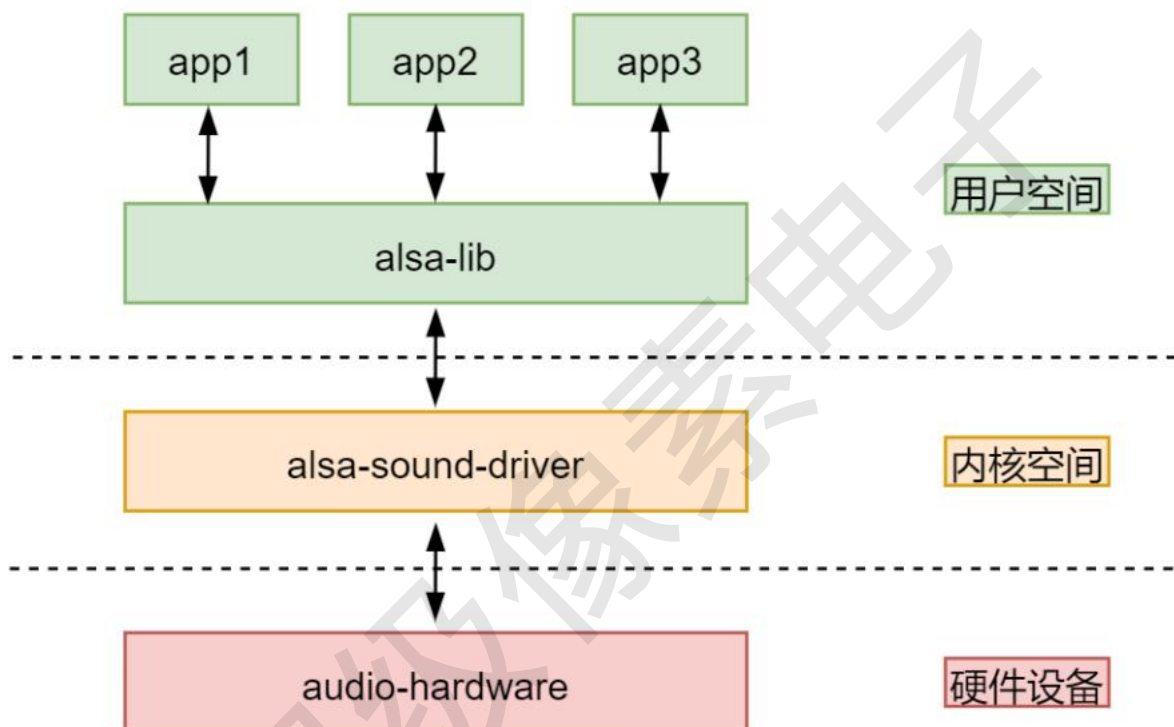 app1 app2 app3
用户空间
alsa-lib
alsa-sound-driver 内核空间
audio-hardware 硬件设备
级像素电子